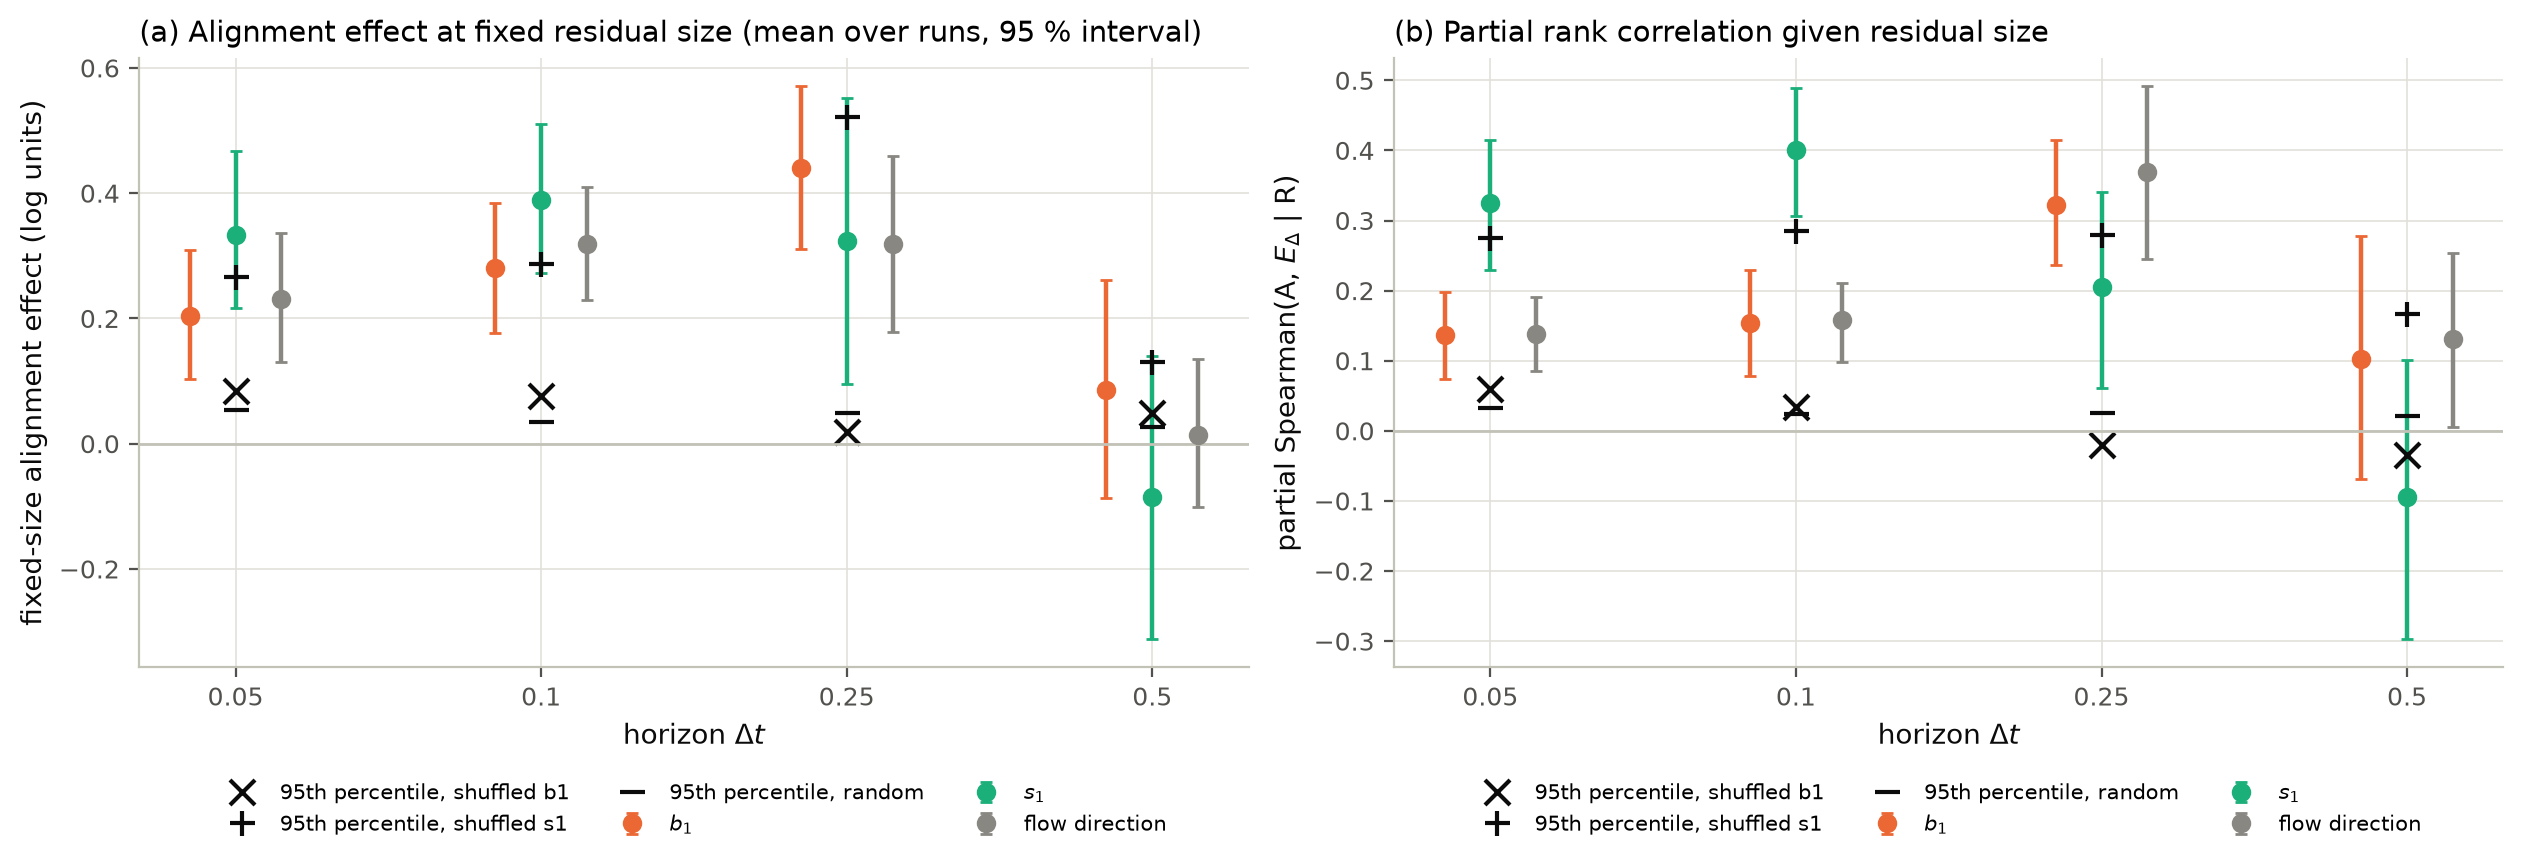 (a) Alignment effect at fixed residual size (mean over runs, 95 % interval)
fixed-size alignment effect (log units)
0.6
0.4
0.2
0.0
−0.2
0.05
0.1
0.25
0.5
horizon Δt
95th percentile, shuffled b1
95th percentile, shuffled s1
95th percentile, random
b₁
s₁
flow direction
(b) Partial rank correlation given residual size
partial Spearman(A, E_Δ | R)
0.5
0.4
0.3
0.2
0.1
0.0
−0.1
−0.2
−0.3
0.05
0.1
0.25
0.5
horizon Δt
95th percentile, shuffled b1
95th percentile, shuffled s1
95th percentile, random
b₁
s₁
flow direction